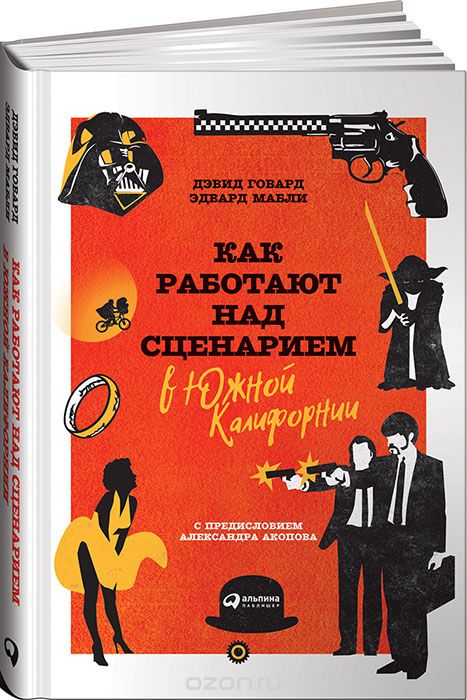 ДЭВИД ГОВАРД
ЭДВАРД МАБЛИ
КАК РАБОТАЮТ НАД СЦЕНАРИЕМ
В ЮЖНОЙ КАЛИФОРНИИ
ДЭВИД ГОВАРД
ЭДВАРД МАБЛИ
КАК
РАБОТАЮТ
НАД
СЦЕНАРИЕМ
в Южной
Калифорнии
С ПРЕДИСЛОВИЕМ
АЛЕКСАНДРА АКОПОВА
альпина
ПАБЛИШЕР
ozon.ru